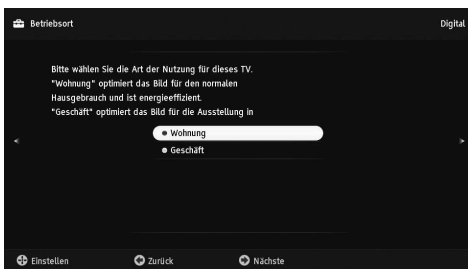 Betriebsort
Digital
Bitte wählen Sie die Art der Nutzung für dieses TV.
"Wohnung" optimiert das Bild für den normalen
Hausgebrauch und ist energieeffizient.
"Geschäft" optimiert das Bild für die Ausstellung in
Wohnung
Geschäft
Einstellen Zurück Nächste